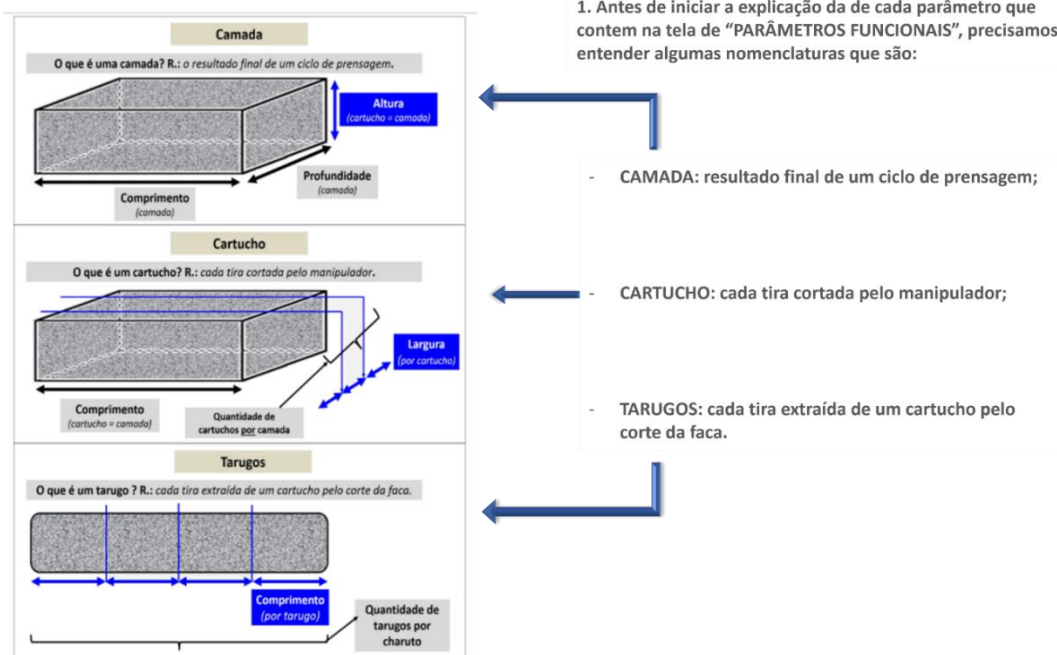 Camada
O que é uma camada? R.: o resultado final de um ciclo de prensagem.
Altura
(cartucho = camada)
Profundidade
(camada)
Comprimento
(camada)
Cartucho
O que é um cartucho? R.: cada tira cortada pelo manipulador.
Largura
(por cartucho)
Comprimento
(cartucho = camada)
Quantidade de
cartuchos por camada
Tarugos
O que é um tarugo ? R.: cada tira extraída de um cartucho pelo corte da faca.
Comprimento
(por tarugo)
Quantidade de
tarugos por
charuto
1. Antes de iniciar a explicação da de cada parâmetro que
contem na tela de “PARÂMETROS FUNCIONAIS”, precisamos
entender algumas nomenclaturas que são:
- CAMADA: resultado final de um ciclo de prensagem;
- CARTUCHO: cada tira cortada pelo manipulador;
- TARUGOS: cada tira extraída de um cartucho pelo
corte da faca.